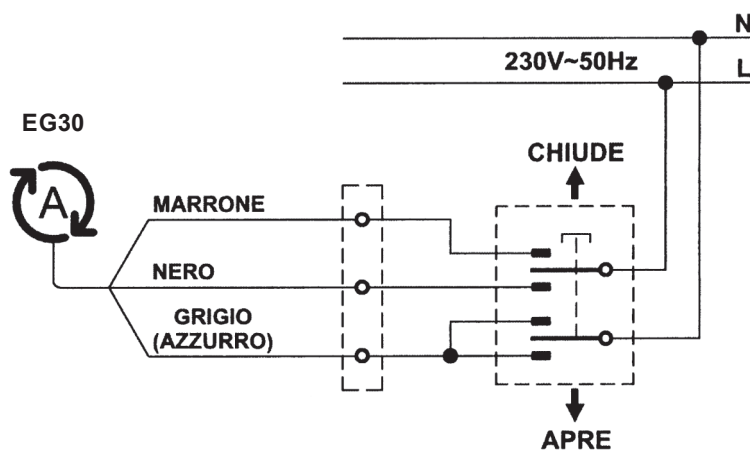 N
230V~50Hz
L
EG30
CHIUDE
A
MARRONE
NERO
GRIGIO
(AZZURRO)
APRE